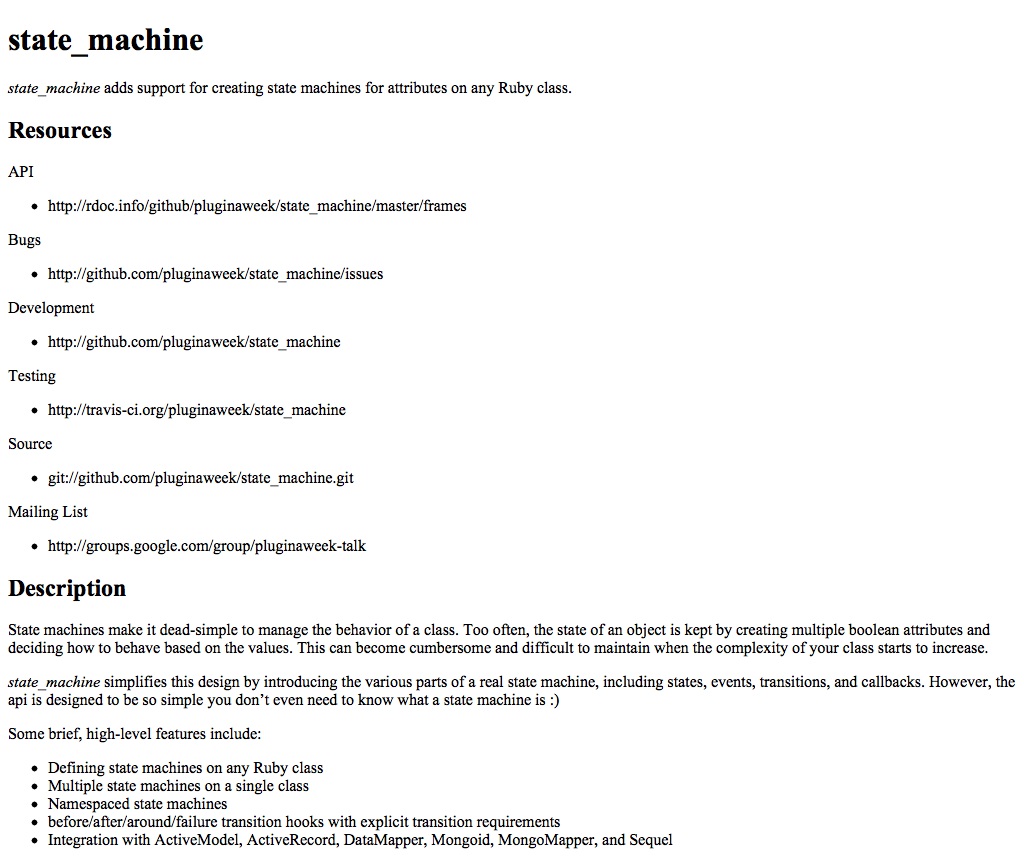 state_machine
state_machine adds support for creating state machines for attributes on any Ruby class.
Resources
API
• http://rdoc.info/github/pluginaweek/state_machine/master/frames
Bugs
• http://github.com/pluginaweek/state_machine/issues
Development
• http://github.com/pluginaweek/state_machine
Testing
• http://travis-ci.org/pluginaweek/state_machine
Source
• git://github.com/pluginaweek/state_machine.git
Mailing List
• http://groups.google.com/group/pluginaweek-talk
Description
State machines make it dead-simple to manage the behavior of a class. Too often, the state of an object is kept by creating multiple boolean attributes and
deciding how to behave based on the values. This can become cumbersome and difficult to maintain when the complexity of your class starts to increase.
state_machine simplifies this design by introducing the various parts of a real state machine, including states, events, transitions, and callbacks. However, the
api is designed to be so simple you don’t even need to know what a state machine is :)
Some brief, high-level features include:
• Defining state machines on any Ruby class
• Multiple state machines on a single class
• Namespaced state machines
• before/after/around/failure transition hooks with explicit transition requirements
• Integration with ActiveModel, ActiveRecord, DataMapper, Mongoid, MongoMapper, and Sequel